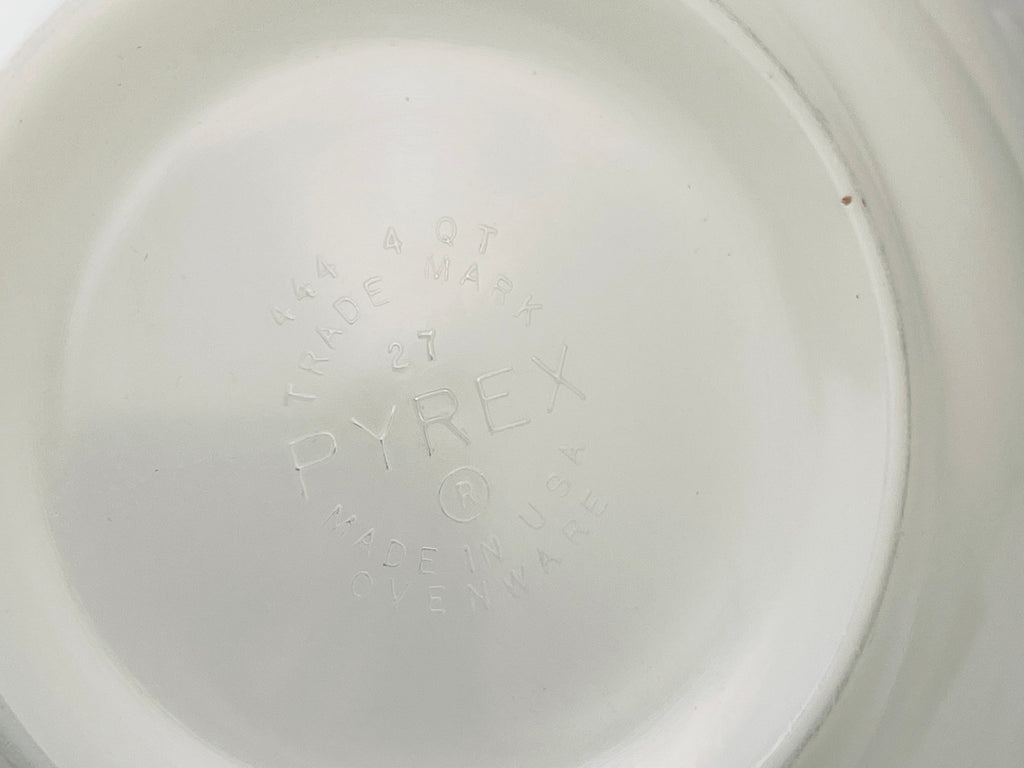 444 4 QT
TRADE MARK
27
PYREX
®
MADE IN USA
OVENWARE